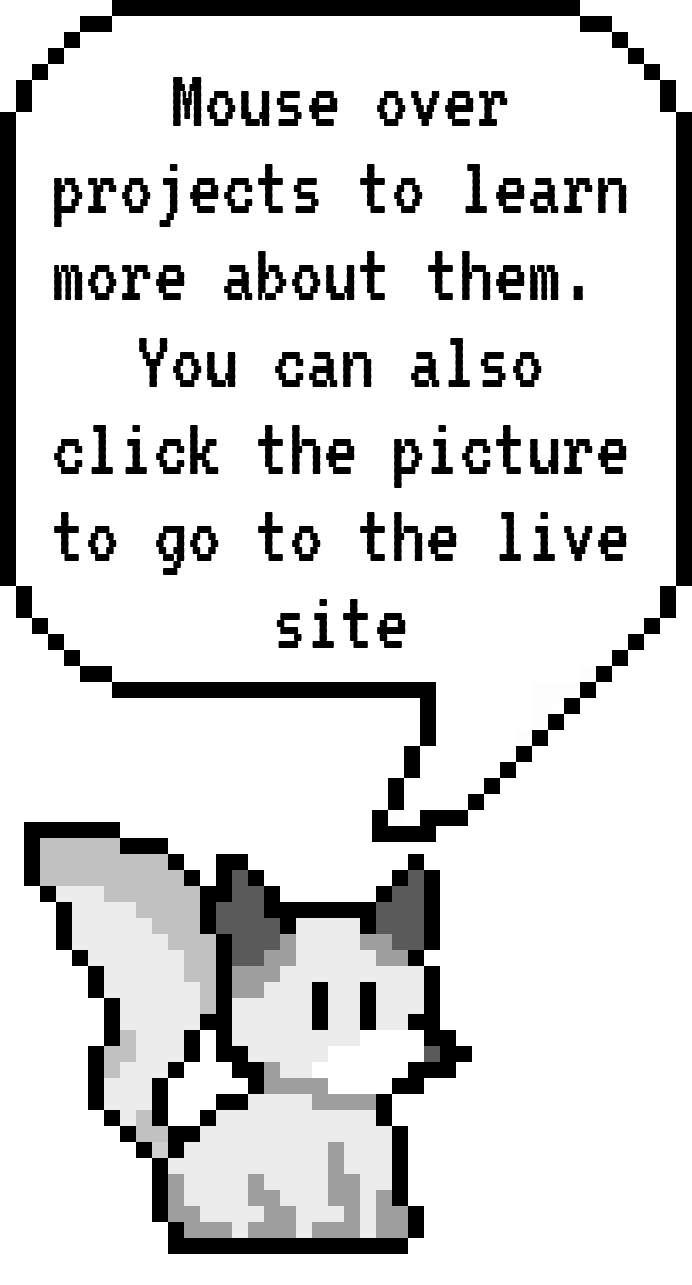 Mouse over
projects to learn
more about them.
You can also
click the picture
to go to the live
site